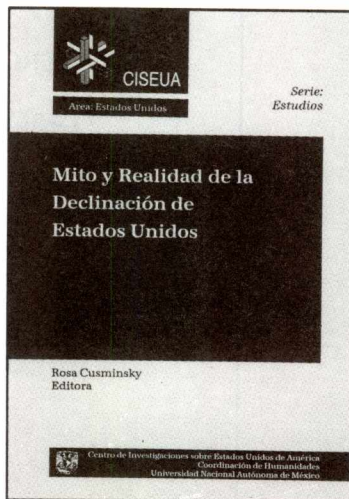 CISEUA
Area: Estados Unidos
Serie:
Estudios
Mito y Realidad de la
Declinación de
Estados Unidos
Rosa Cusminsky
Editora
Centro de Investigaciones sobre Estados Unidos de América
Coordinación de Humanidades
Universidad Nacional Autónoma de México